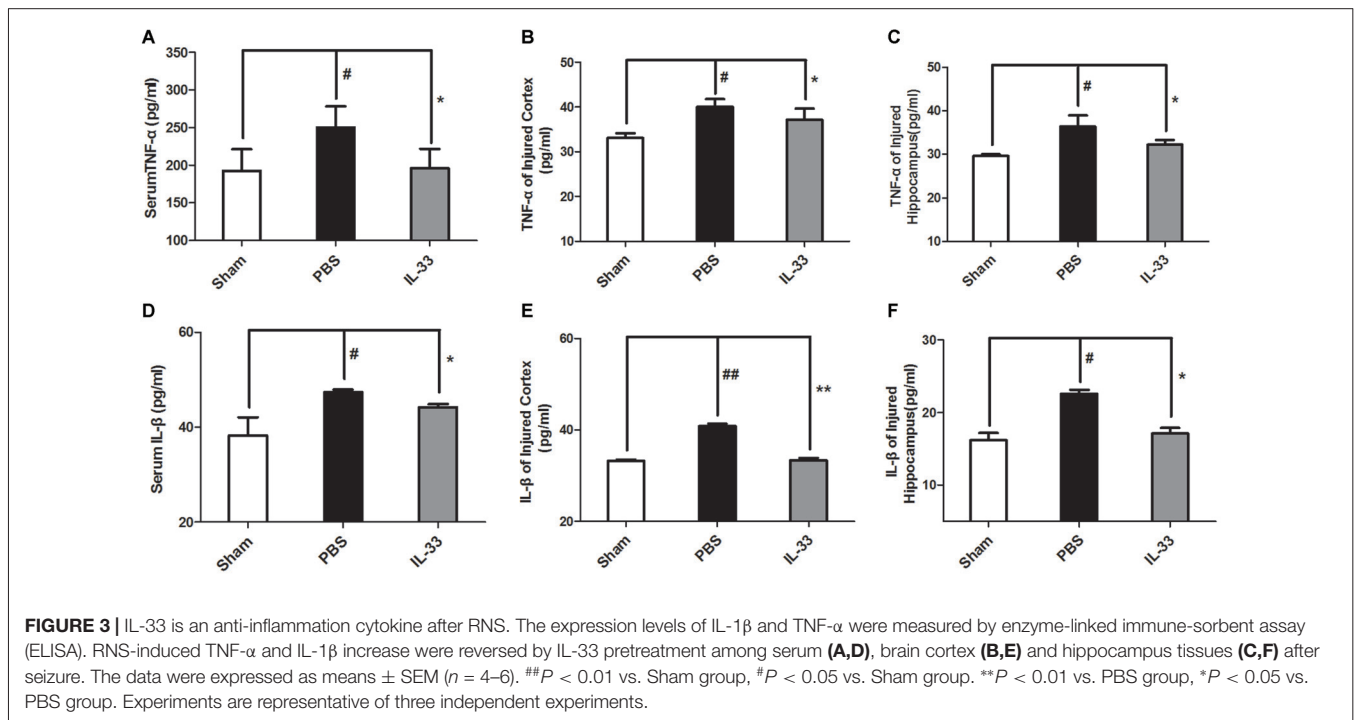 A
SerumTNF-α (pg/ml)
350
300
250
200
150
100
#
*
Sham
PBS
IL-33
B
TNF-α of Injured Cortex
(pg/ml)
50
40
30
20
10
#
*
Sham
PBS
IL-33
C
TNF-α of Injured
Hippocampus(pg/ml)
50
40
30
20
10
#
*
Sham
PBS
IL-33
D
Serum IL-β (pg/ml)
60
40
20
#
*
Sham
PBS
IL-33
E
IL-β of Injured Cortex
(pg/ml)
60
40
20
##
**
Sham
PBS
IL-33
F
IL-β of Injured
Hippocampus(pg/ml)
30
20
10
#
*
Sham
PBS
IL-33
FIGURE 3 | IL-33 is an anti-inflammation cytokine after RNS. The expression levels of IL-1β and TNF-α were measured by enzyme-linked immune-sorbent assay
(ELISA). RNS-induced TNF-α and IL-1β increase were reversed by IL-33 pretreatment among serum (A,D), brain cortex (B,E) and hippocampus tissues (C,F) after
seizure. The data were expressed as means ± SEM (n = 4–6). ##P < 0.01 vs. Sham group, #P < 0.05 vs. Sham group. **P < 0.01 vs. PBS group, *P < 0.05 vs.
PBS group. Experiments are representative of three independent experiments.